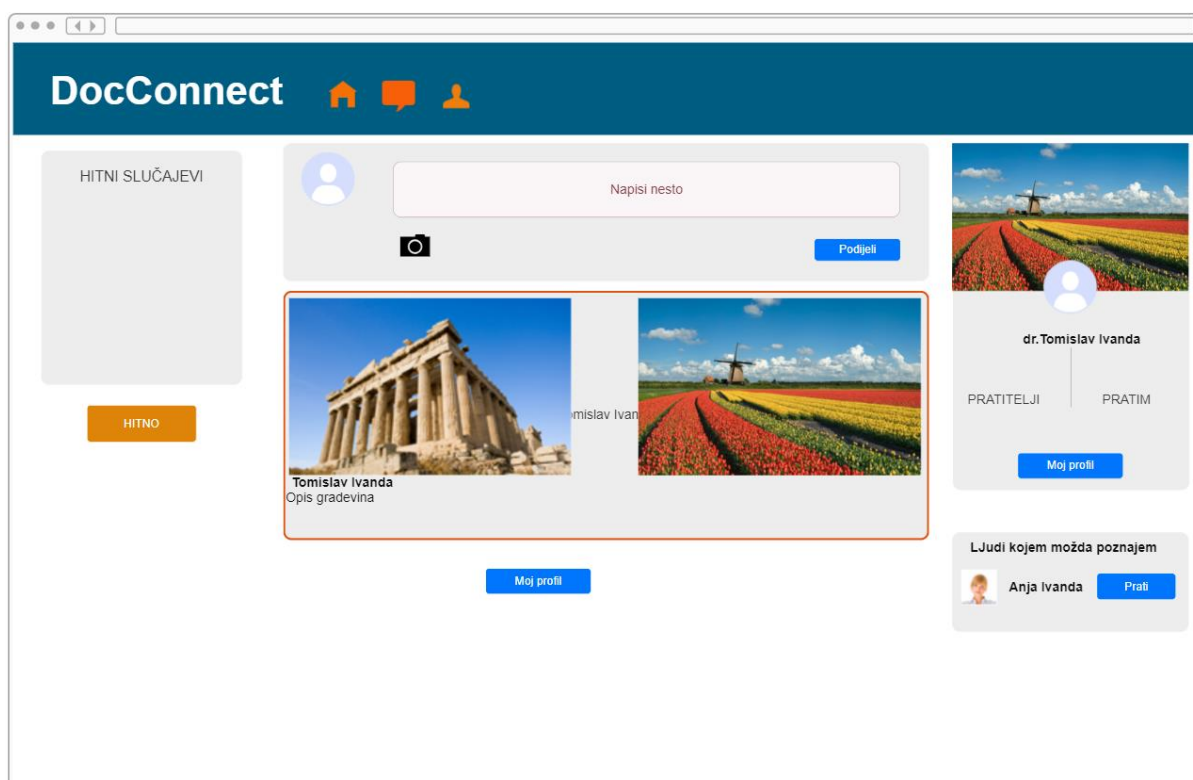 DocConnect
HITNI SLUČAJEVI
HITNO
Napisi nesto
Podijeli
mislav Ivan
Tomislav Ivanda
Opis gradevina
Moj profil
dr.Tomislav Ivanda
PRATITELJI PRATIM
Moj profil
LJudi kojem možda poznajem
Anja Ivanda Prati